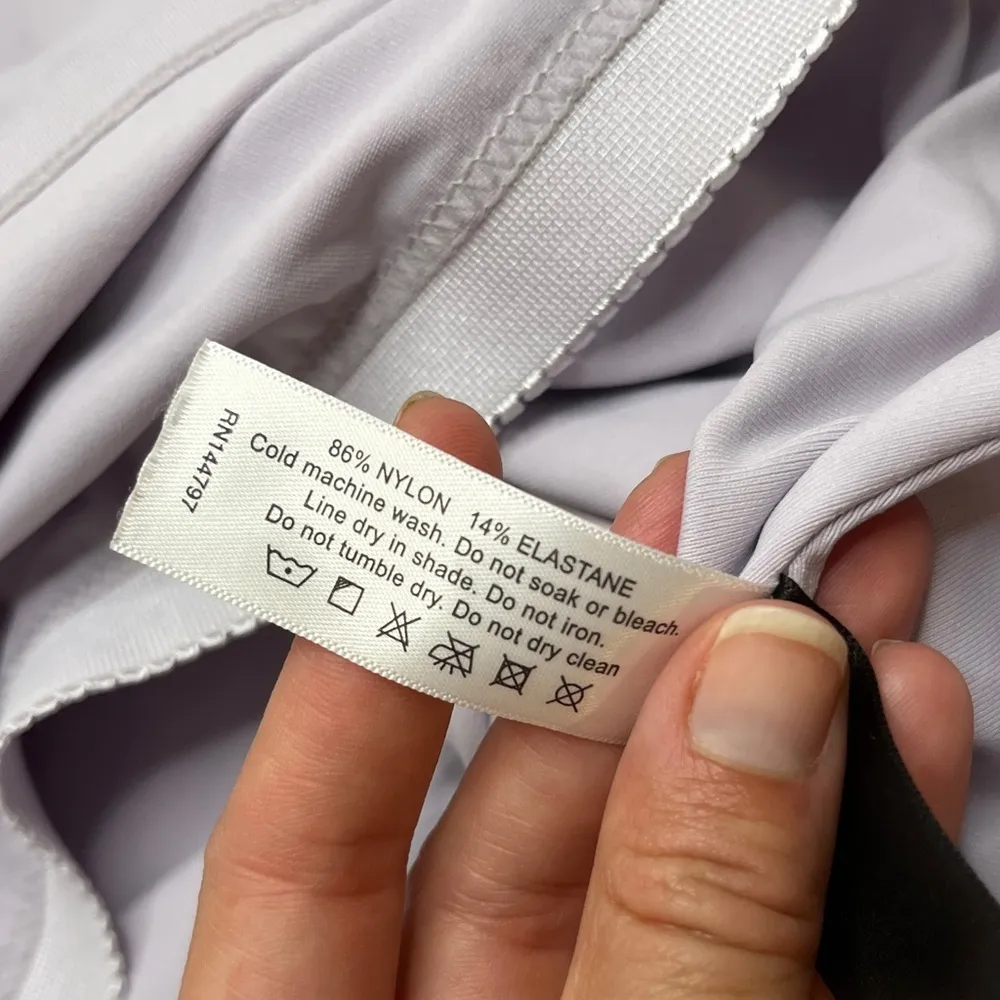 RN144797
86% NYLON 14% ELASTANE
Cold machine wash. Do not soak or bleach.
Line dry in shade. Do not iron.
Do not tumble dry. Do not dry clean